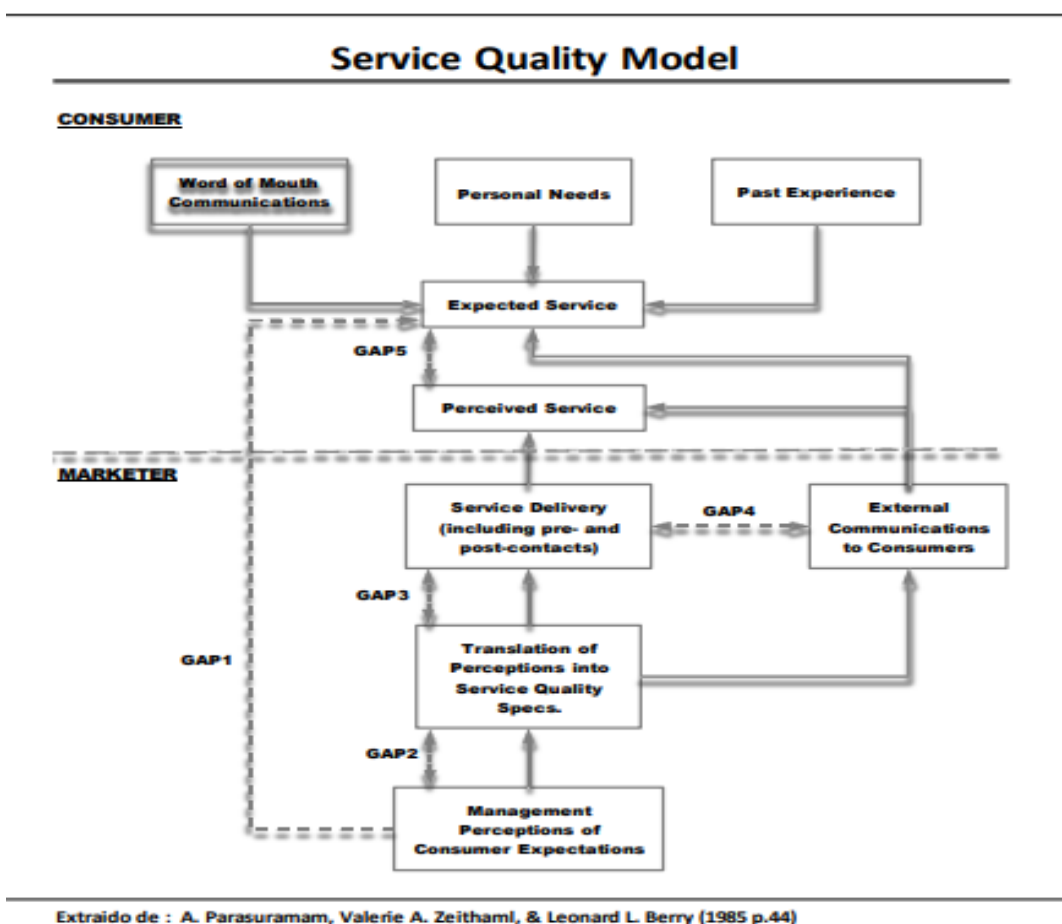 Service Quality Model
CONSUMER
Word of Mouth
Communications
Personal Needs
Past Experience
Expected Service
GAP5
Perceived Service
MARKETER
Service Delivery
(including pre- and
post-contacts)
GAP4
External
Communications
to Consumers
GAP3
GAP1
Translation of
Perceptions into
Service Quality
Specs.
GAP2
Management
Perceptions of
Consumer Expectations
Extraido de : A. Parasuramam, Valerie A. Zeithaml, & Leonard L. Berry (1985 p.44)